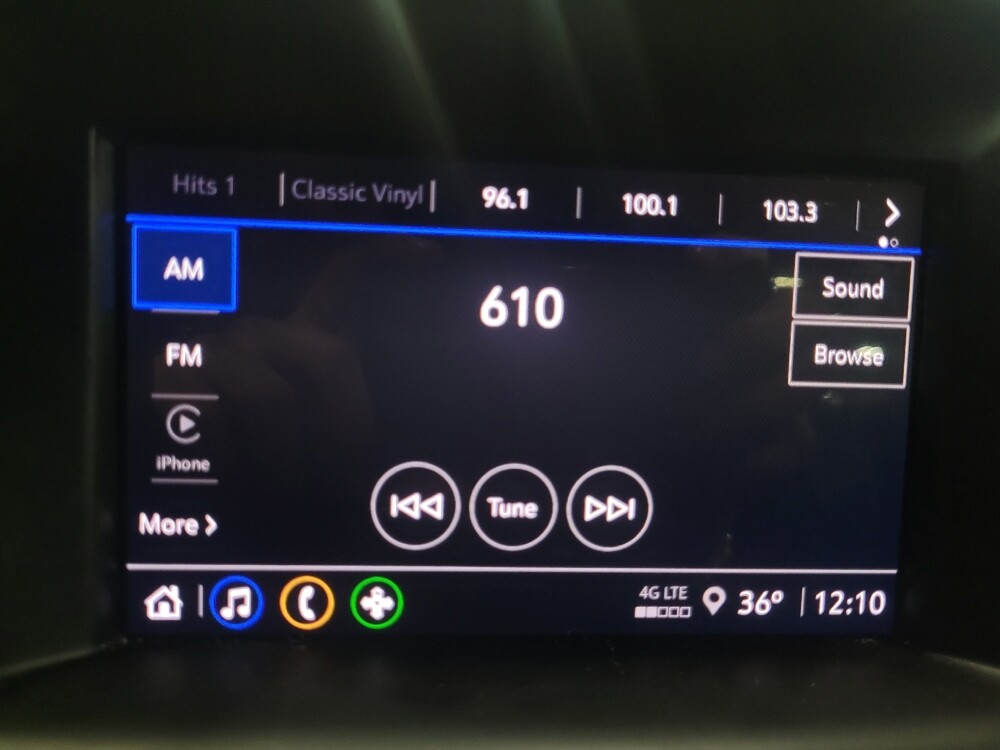 Hits 1 Classic Vinyl 96.1 100.1 103.3
AM
610
Sound
FM
Browse
iPhone
More
Tune
4G LTE
36° 12:10